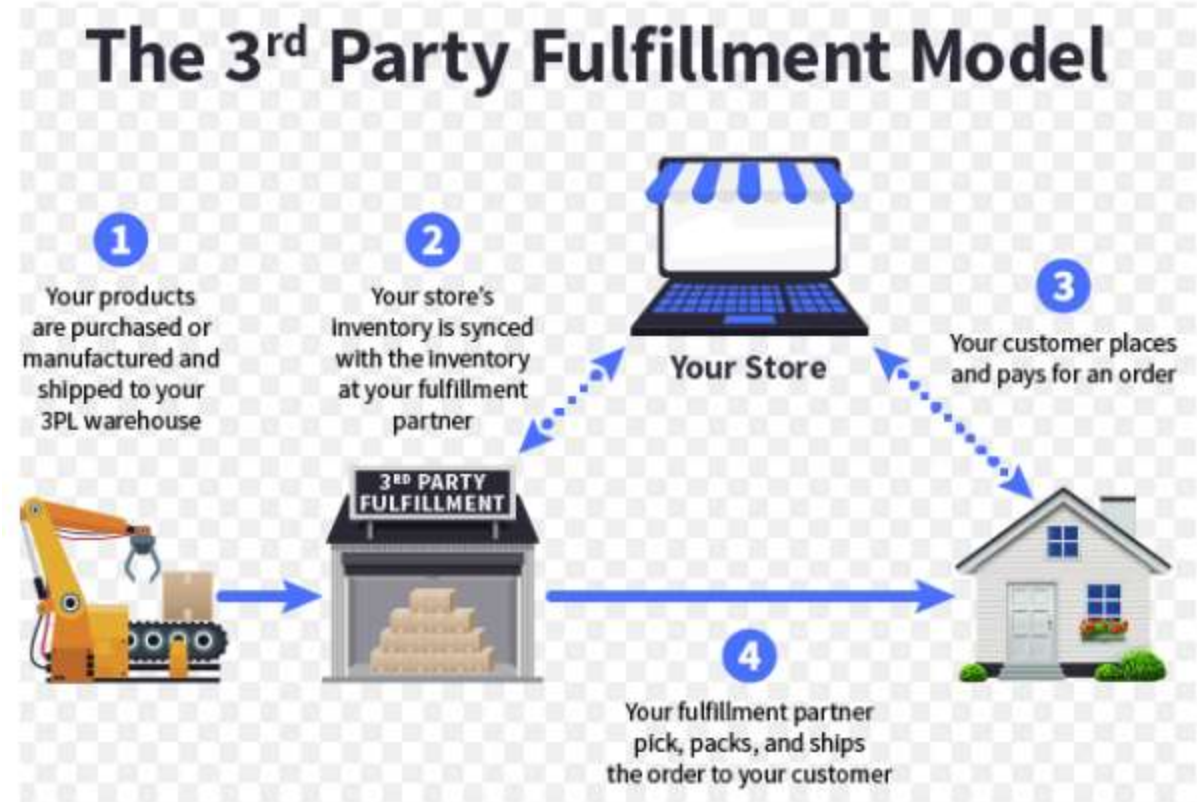 The 3rd Party Fulfillment Model
1
Your products
are purchased or
manufactured and
shipped to your
3PL warehouse
2
Your store's
inventory is synced
with the inventory
at your fulfillment
partner
Your Store
3
Your customer places
and pays for an order
3RD PARTY
FULFILLMENT
4
Your fulfillment partner
pick, packs, and ships
the order to your customer